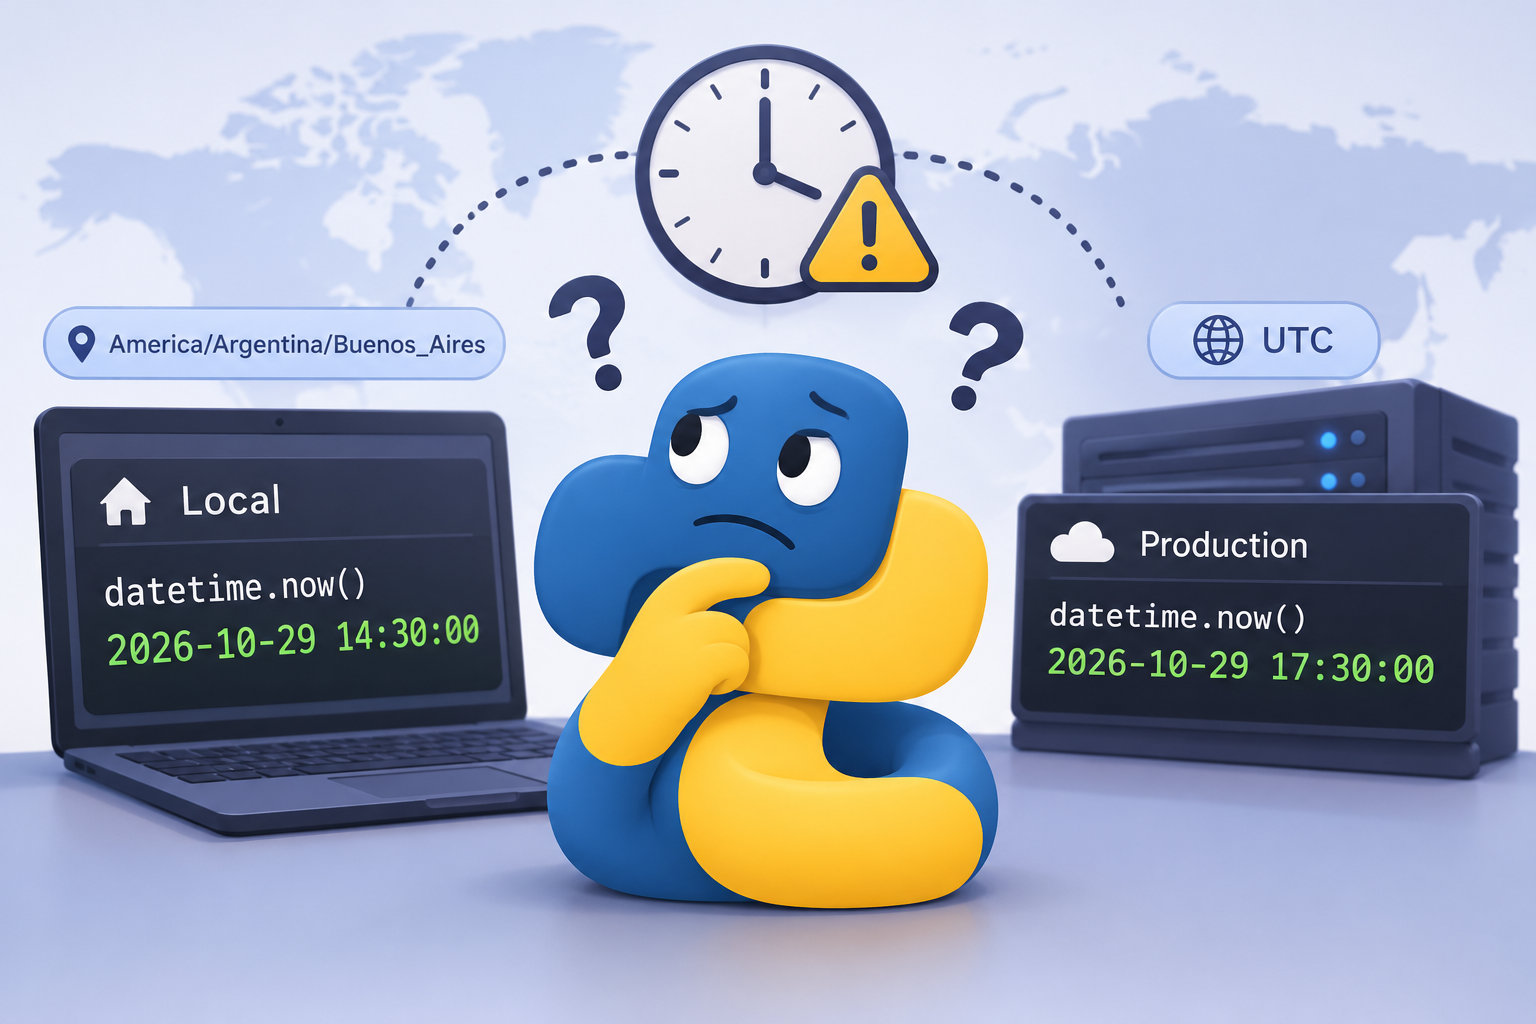 America/Argentina/Buenos_Aires
UTC
Local
datetime.now()
2026-10-29 14:30:00
Production
datetime.now()
2026-10-29 17:30:00
!
?
?